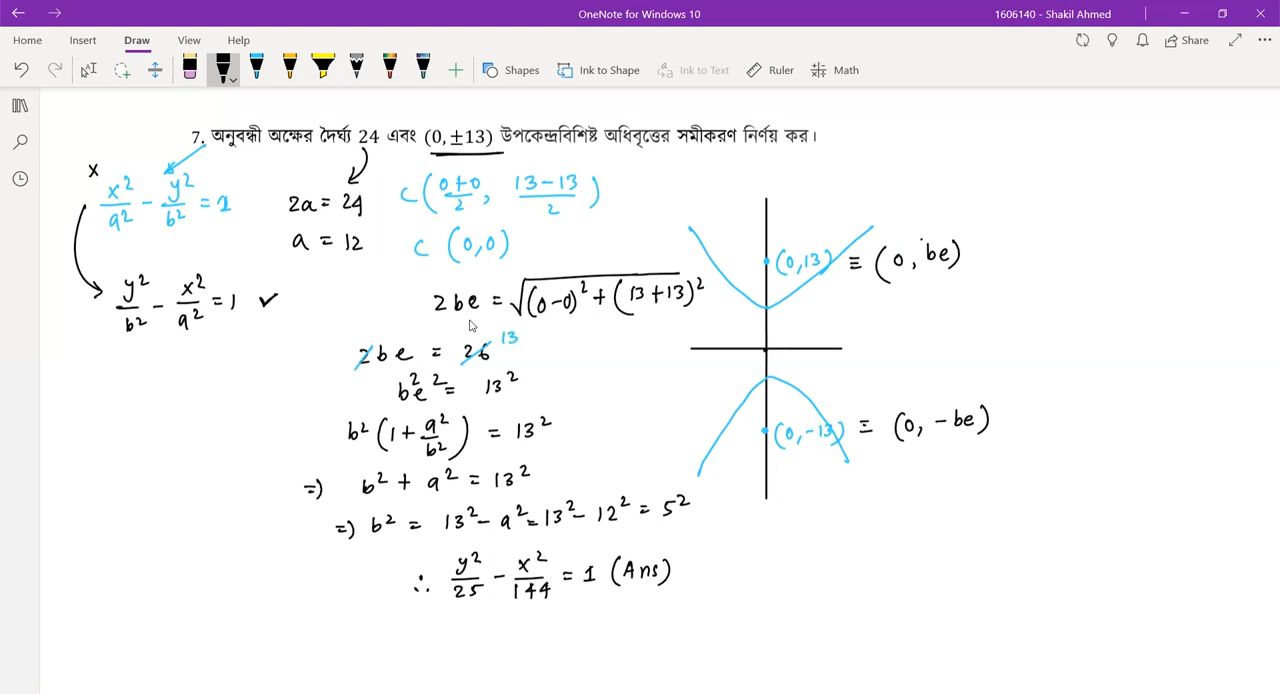 OneNote for Windows 10
1606140 - Shakil Ahmed
Home Insert Draw View Help
Share
Shapes Ink to Shape Ink to Text Ruler Math
7. অনুবন্ধী অক্ষের দৈর্ঘ্য 24 এবং (0, ±13) উপকেন্দ্রবিশিষ্ট অধিবৃত্তের সমীকরণ নির্ণয় কর।
x
x²/a² - y²/b² = 1
y²/b² - x²/a² = 1 ✓
2a = 24
a = 12
C((0+0)/2, (13-13)/2)
C (0,0)
2be = √((0-0)² + (13+13)²)
2be = 26 13
b²e² = 13²
b²(1 + a²/b²) = 13²
=) b² + a² = 13²
=) b² = 13² - a² = 13² - 12² = 5²
∴ y²/25 - x²/144 = 1 (Ans)
(0,13) ≡ (0, be)
(0,-13) ≡ (0, -be)